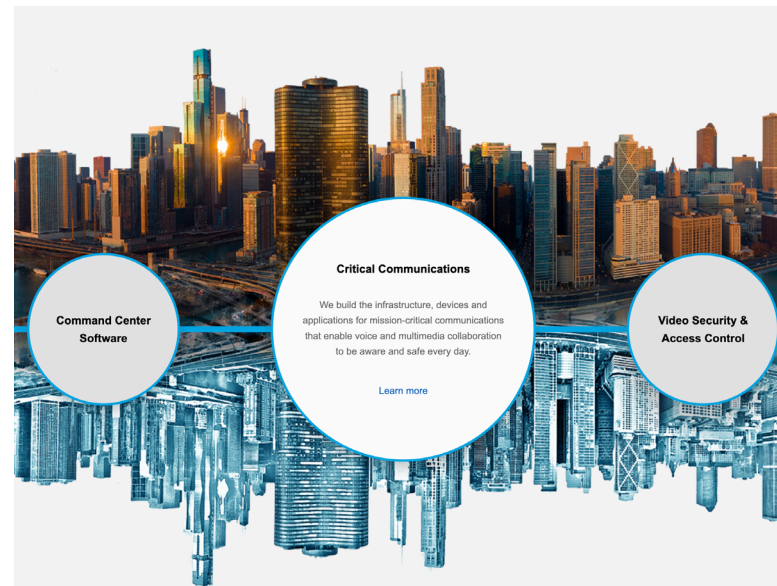 Critical Communications
We build the infrastructure, devices and
applications for mission-critical communications
that enable voice and multimedia collaboration
to be aware and safe every day.
Learn more
Command Center
Software
Video Security &
Access Control